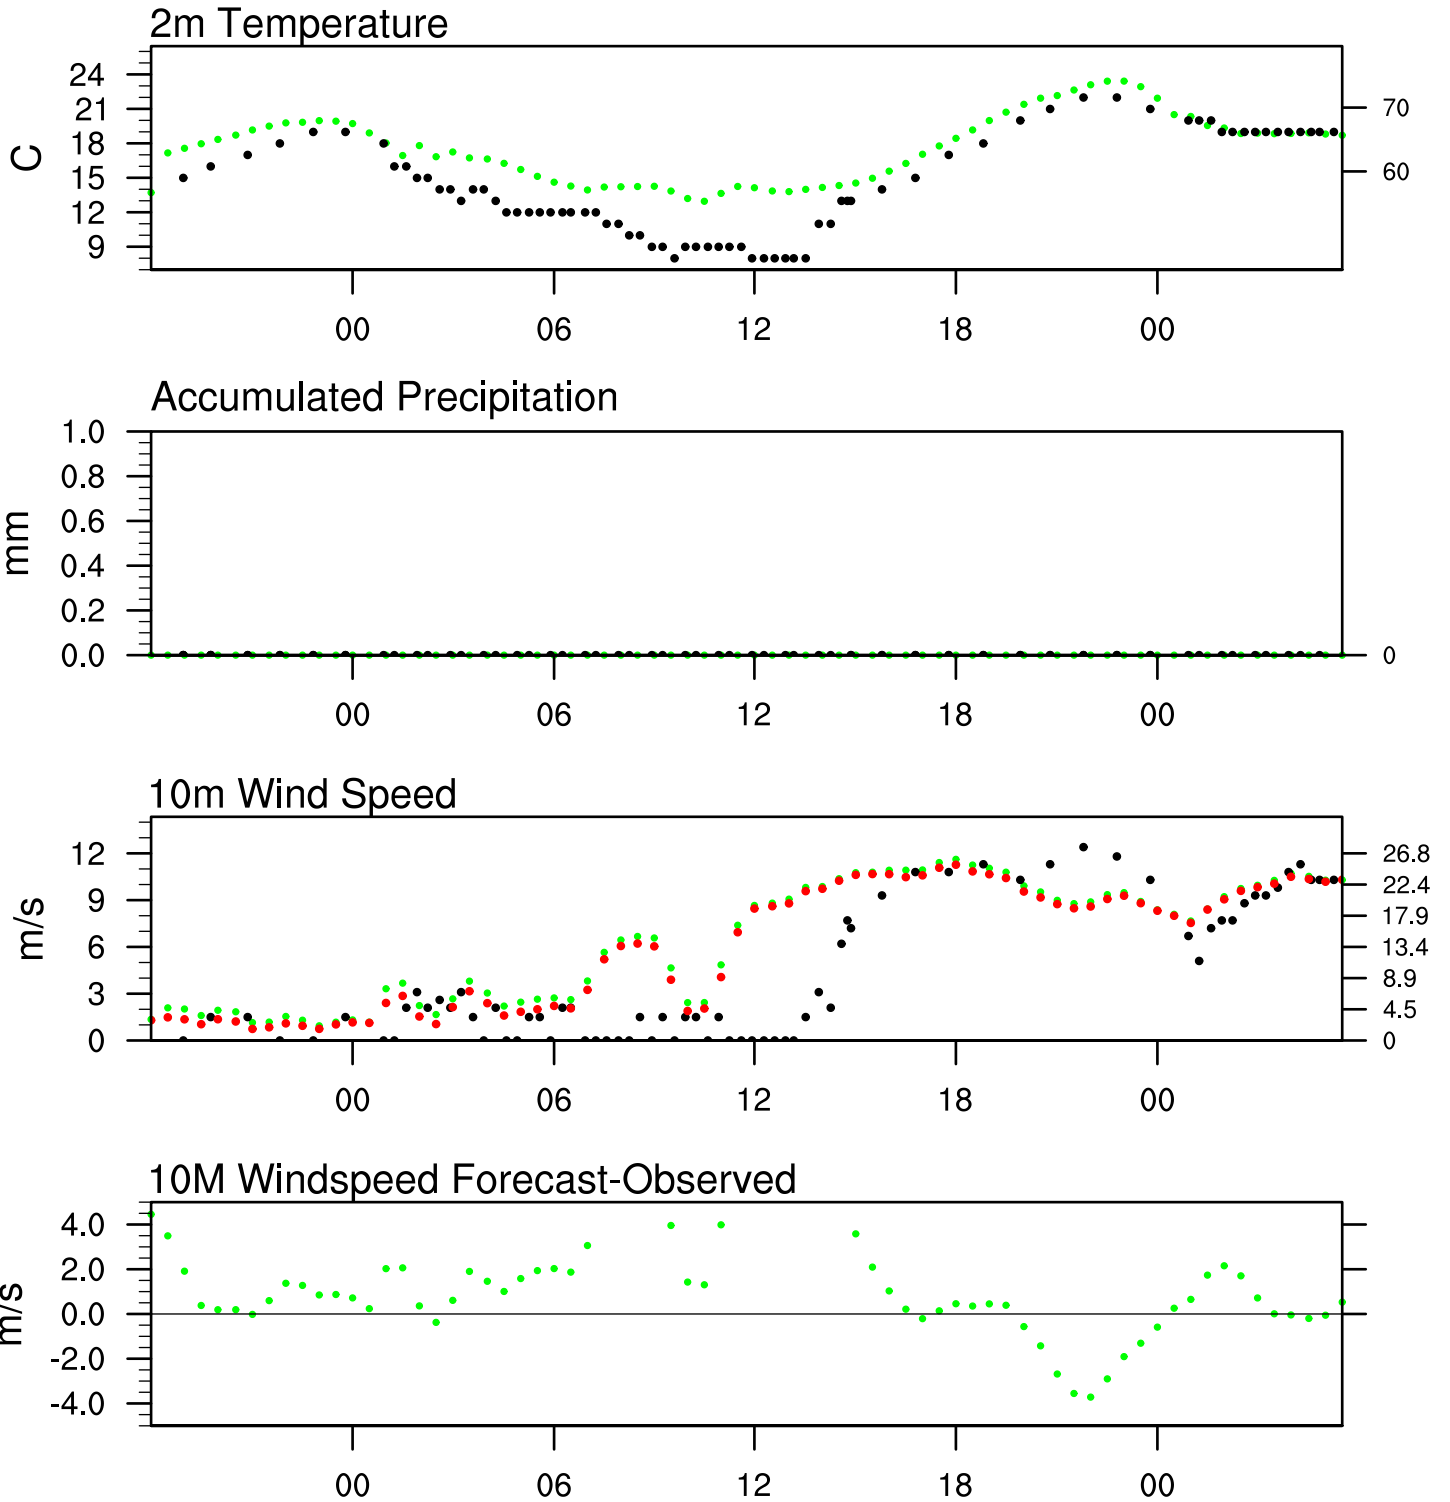 2m Temperature
24
21
18
15
12
9
C
70
60
00 06 12 18 00
Accumulated Precipitation
1.0
0.8
0.6
0.4
0.2
0.0
mm
0
00 06 12 18 00
10m Wind Speed
12
9
6
3
0
m/s
26.8
22.4
17.9
13.4
8.9
4.5
0
00 06 12 18 00
10M Windspeed Forecast-Observed
4.0
2.0
0.0
-2.0
-4.0
m/s
00 06 12 18 00